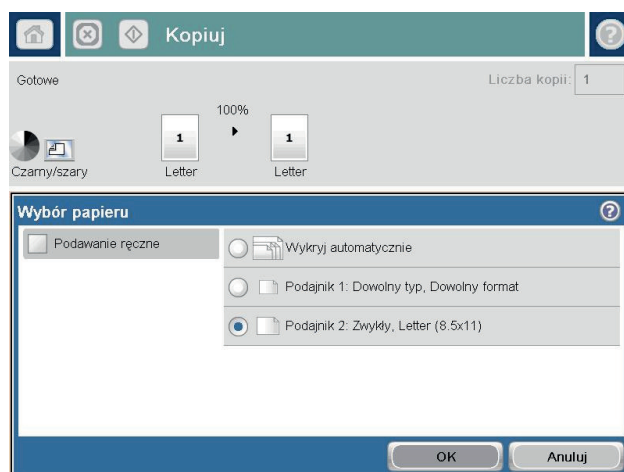 Kopiuj
Gotowe
Liczba kopii: 1
100%
1
1
Czarny/szary
Letter
Letter
Wybór papieru
Podawanie ręczne
Wykryj automatycznie
Podajnik 1: Dowolny typ, Dowolny format
Podajnik 2: Zwykły, Letter (8.5x11)
OK
Anuluj